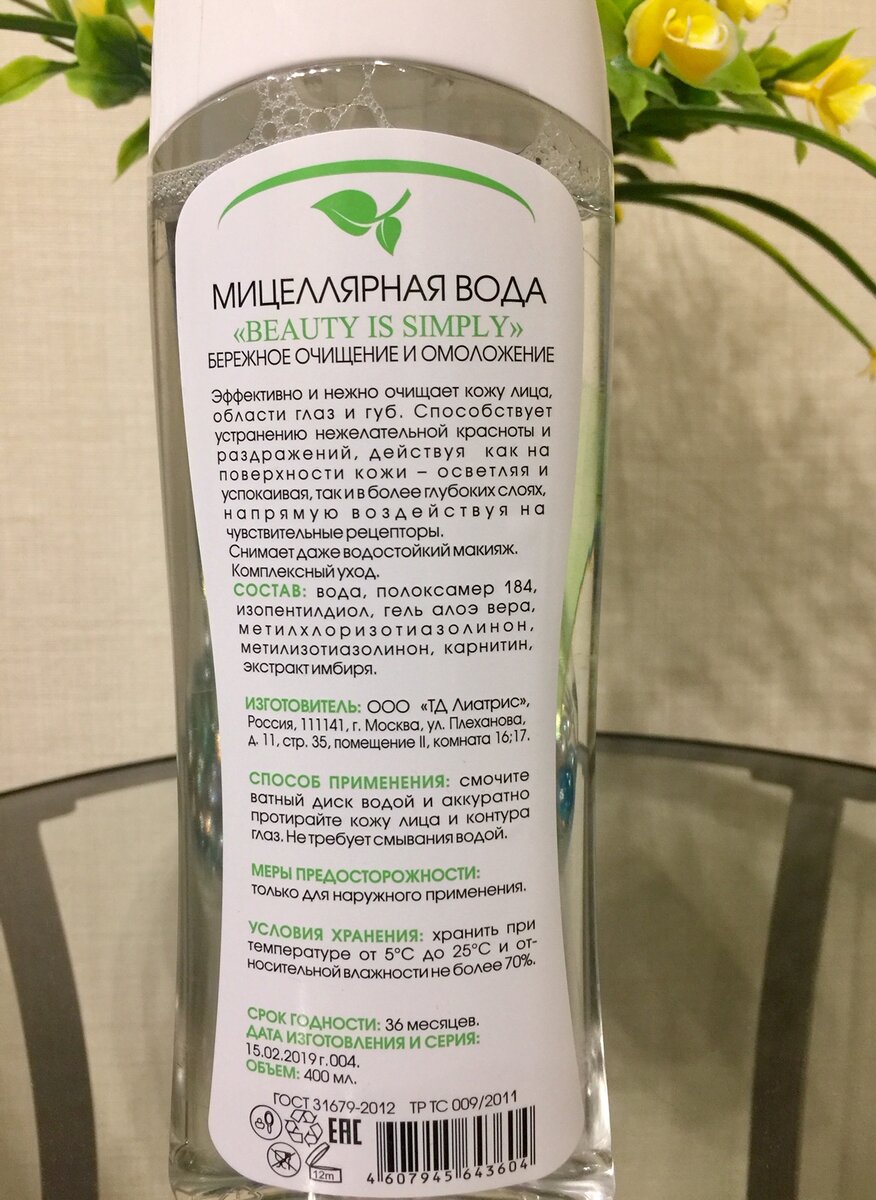 МИЦЕЛЛЯРНАЯ ВОДА
«BEAUTY IS SIMPLY»
БЕРЕЖНОЕ ОЧИЩЕНИЕ И ОМОЛОЖЕНИЕ
Эффективно и нежно очищает кожу лица,
области глаз и губ. Способствует
устранению нежелательной красноты и
раздражений, действуя как на
поверхности кожи – осветляя и
успокаивая, так и в более глубоких слоях,
напрямую воздействуя на
чувствительные рецепторы.
Снимает даже водостойкий макияж.
Комплексный уход.
СОСТАВ: вода, полоксамер 184,
изопентилдиол, гель алоэ вера,
метилхлоризотиазолинон,
метилизотиазолинон, карнитин,
экстракт имбиря.
ИЗГОТОВИТЕЛЬ: ООО «ТД Лиатрис»,
Россия, 111141, г. Москва, ул. Плеханова,
д. 11, стр. 35, помещение II, комната 16;17.
СПОСОБ ПРИМЕНЕНИЯ: смочите
ватный диск водой и аккуратно
протирайте кожу лица и контура
глаз. Не требует смывания водой.
МЕРЫ ПРЕДОСТОРОЖНОСТИ:
только для наружного применения.
УСЛОВИЯ ХРАНЕНИЯ: хранить при
температуре от 5°С до 25°С и от-
носительной влажности не более 70%.
СРОК ГОДНОСТИ: 36 месяцев.
ДАТА ИЗГОТОВЛЕНИЯ И СЕРИЯ:
15.02.2019 г. 004.
ОБЪЕМ: 400 мл.
ГОСТ 31679-2012 ТР ТС 009/2011
EAC
12m
4 607945 643604